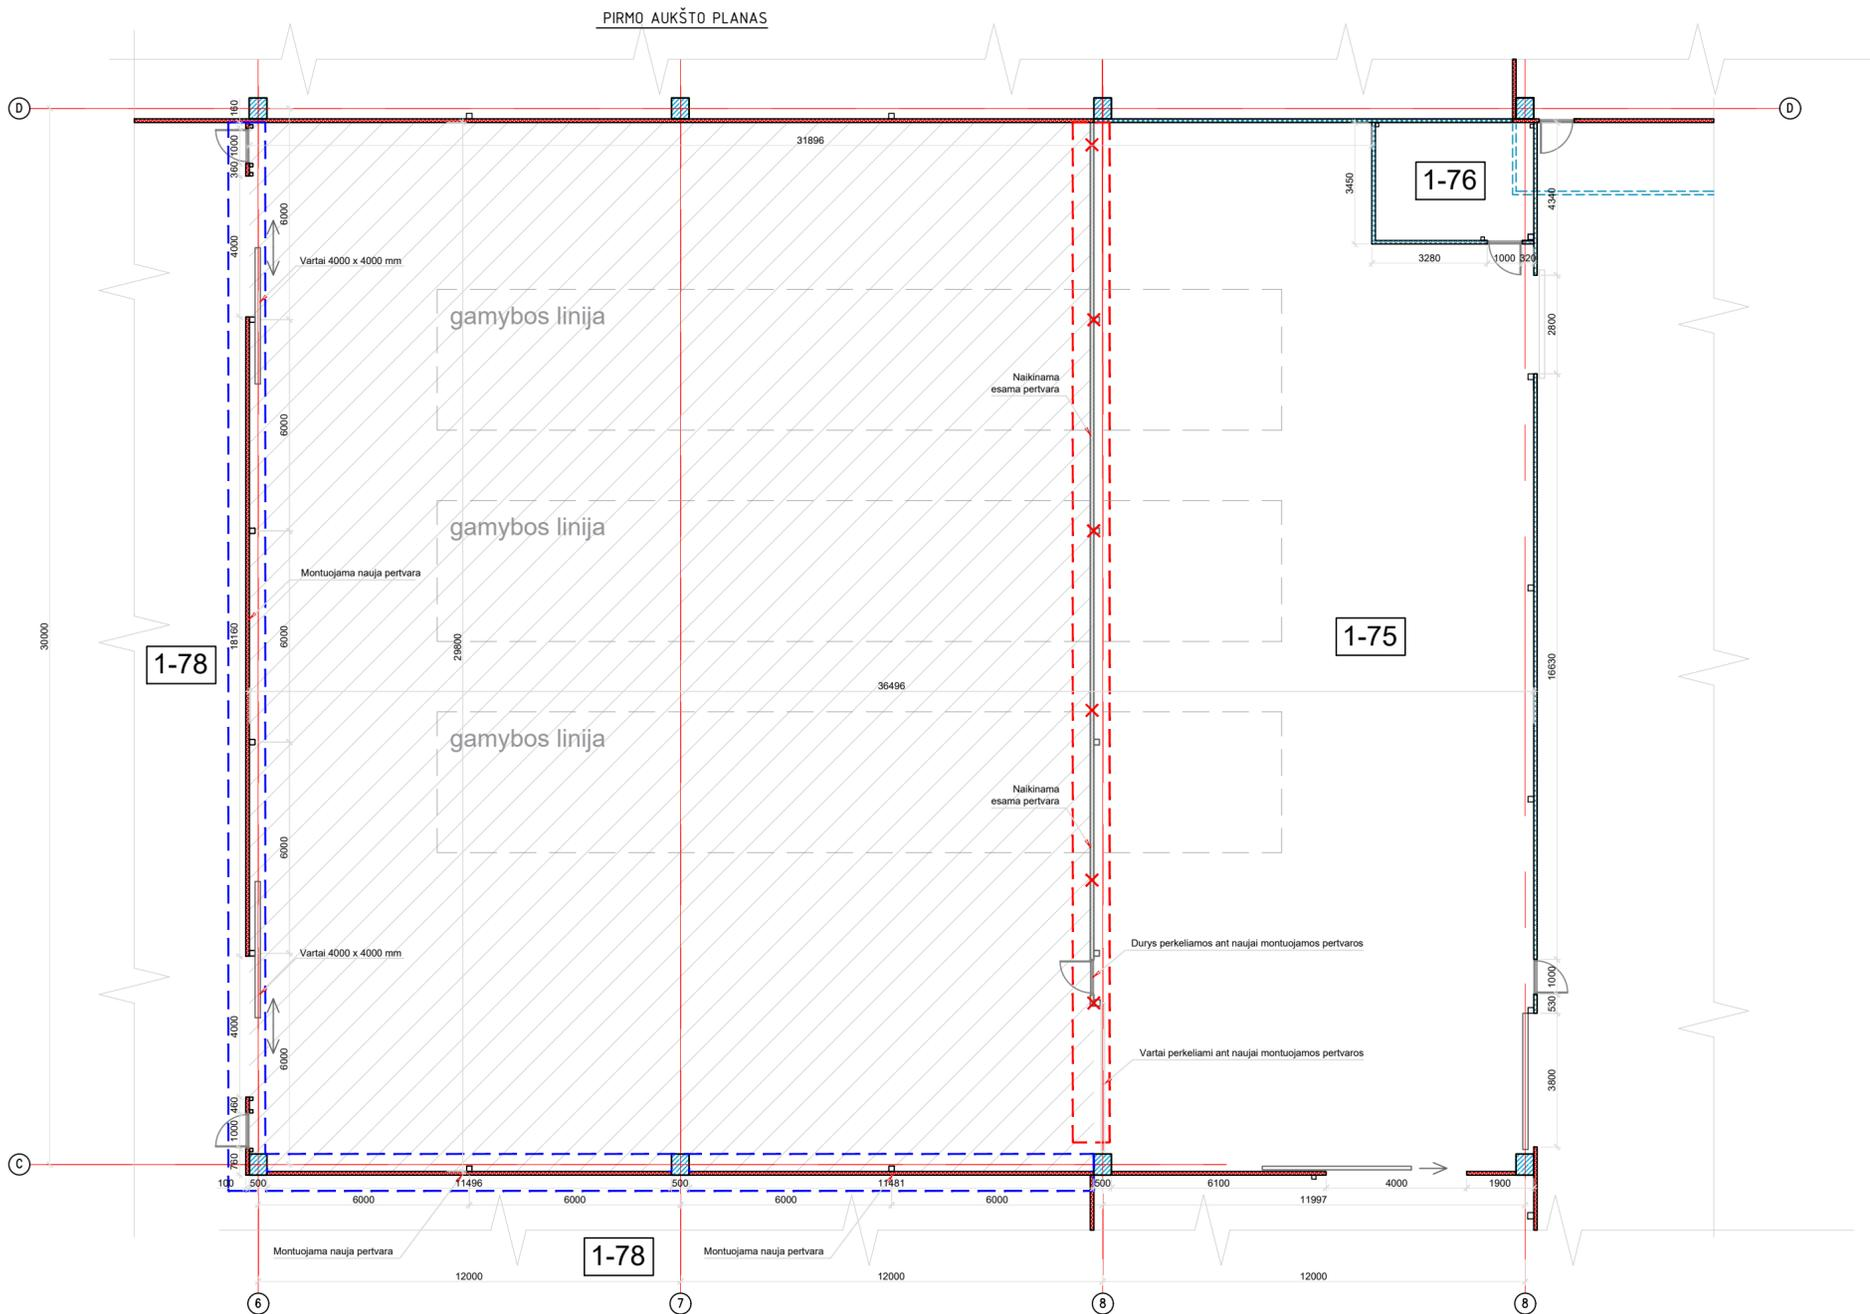 PIRMO AUKŠTO PLANAS
D
D
160
1000
360
31896
3450
1-76
4340
6000
4000
Vartai 4000 x 4000 mm
3280
1000
320
gamybos linija
2800
Naikinama
esama pertvara
6000
gamybos linija
Montuojama nauja pertvara
30000
1-78
18160
6000
29800
1-75
16630
36496
gamybos linija
Naikinama
esama pertvara
6000
Vartai 4000 x 4000 mm
Durys perkeliamos ant naujai montuojamos pertvaros
1000
530
4000
6000
Vartai perkeliami ant naujai montuojamos pertvaros
3800
460
1000
760
C
100
500
11496
500
11481
500
6100
4000
1900
6000
6000
6000
6000
11997
Montuojama nauja pertvara
1-78
Montuojama nauja pertvara
12000
12000
12000
6
7
8
8